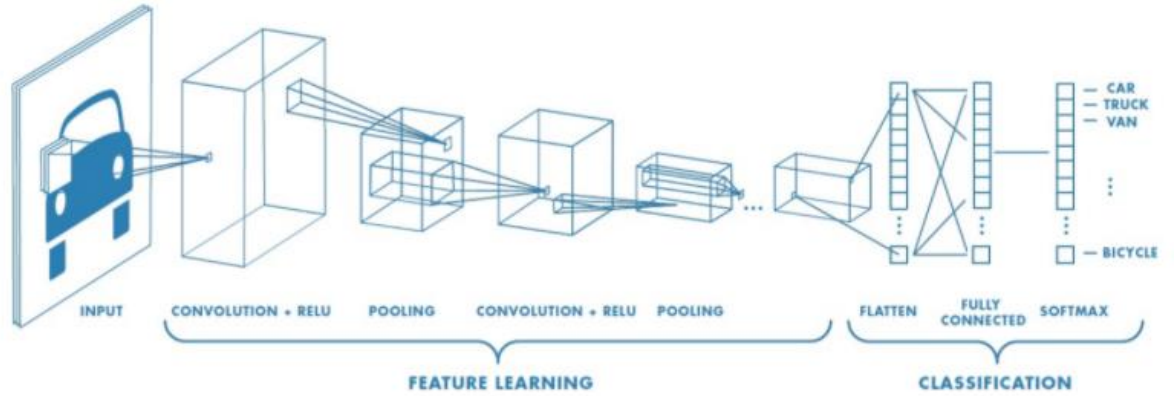 CAR
TRUCK
VAN
BICYCLE
INPUT
CONVOLUTION + RELU
POOLING
CONVOLUTION + RELU
POOLING
FLATTEN
FULLY
CONNECTED
SOFTMAX
FEATURE LEARNING
CLASSIFICATION